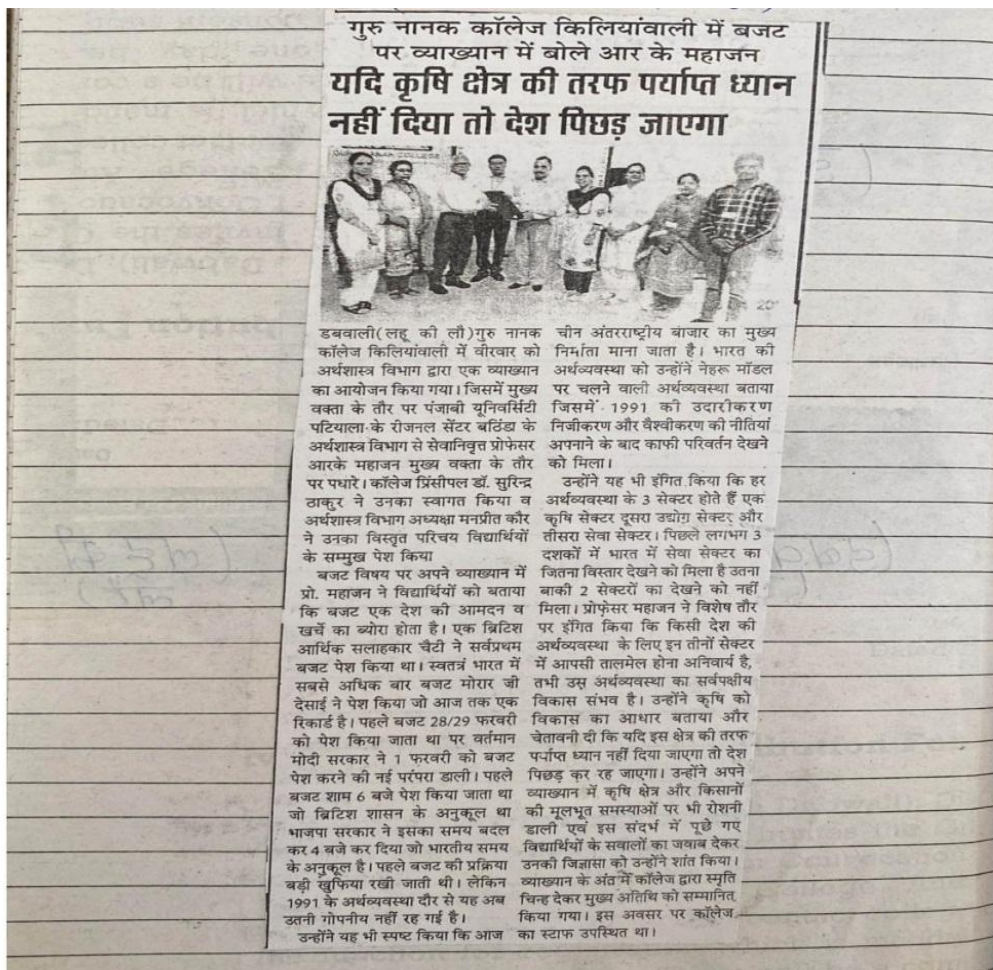 गुरु नानक कॉलेज किलियांवाली में बजट
पर व्याख्यान में बोले आर के महाजन
यदि कृषि क्षेत्र की तरफ पर्याप्त ध्यान
नहीं दिया तो देश पिछड़ जाएगा
डबवाली(लहू की लौ)गुरु नानक
कॉलेज किलियांवाली में वीरवार को
अर्थशास्त्र विभाग द्वारा एक व्याख्यान
का आयोजन किया गया। जिसमें मुख्य
वक्ता के तौर पर पंजाबी यूनिवर्सिटी
पटियाला के रीजनल सेंटर बठिंडा के
अर्थशास्त्र विभाग से सेवानिवृत्त प्रोफेसर
आरके महाजन मुख्य वक्ता के तौर
पर पधारे। कॉलेज प्रिंसीपल डॉ. सुरिन्द्र
ठाकुर ने उनका स्वागत किया व
अर्थशास्त्र विभाग अध्यक्षा मनप्रीत कौर
ने उनका विस्तृत परिचय विद्यार्थियों
के सम्मुख पेश किया
बजट विषय पर अपने व्याख्यान में
प्रो. महाजन ने विद्यार्थियों को बताया
कि बजट एक देश की आमदन व
खर्चे का ब्योरा होता है। एक ब्रिटिश
आर्थिक सलाहकार चैटी ने सर्वप्रथम
बजट पेश किया था। स्वतत्रं भारत में
सबसे अधिक बार बजट मोरार जी
देसाई ने पेश किया जो आज तक एक
रिकार्ड है। पहले बजट 28/29 फरवरी
को पेश किया जाता था पर वर्तमान
मोदी सरकार ने 1 फरवरी को बजट
पेश करने की नई परंपरा डाली। पहले
बजट शाम 6 बजे पेश किया जाता था
जो ब्रिटिश शासन के अनुकूल था
भाजपा सरकार ने इसका समय बदल
कर 4 बजे कर दिया जो भारतीय समय
के अनुकूल है। पहले बजट की प्रक्रिया
बड़ी खुफिया रखी जाती थी। लेकिन
1991 के अर्थव्यवस्था दौर से यह अब
उतनी गोपनीय नहीं रह गई है।
उन्होंने यह भी स्पष्ट किया कि आज
चीन अंतरराष्ट्रीय बाजार का मुख्य
निर्माता माना जाता है। भारत की
अर्थव्यवस्था को उन्होंने नेहरू मॉडल
पर चलने वाली अर्थव्यवस्था बताया
जिसमें 1991 की उदारीकरण
निजीकरण और वैश्वीकरण की नीतियां
अपनाने के बाद काफी परिवर्तन देखने
को मिला।
उन्होंने यह भी इंगित किया कि हर
अर्थव्यवस्था के 3 सेक्टर होते हैं एक
कृषि सेक्टर दूसरा उद्योग सेक्टर और
तीसरा सेवा सेक्टर। पिछले लगभग 3
दशकों में भारत में सेवा सेक्टर का
जितना विस्तार देखने को मिला है उतना
बाकी 2 सेक्टरों का देखने को नहीं
मिला। प्रोफेसर महाजन ने विशेष तौर
पर इंगित किया कि किसी देश की
अर्थव्यवस्था के लिए इन तीनों सेक्टर
में आपसी तालमेल होना अनिवार्य है,
तभी उस अर्थव्यवस्था का सर्वपक्षीय
विकास संभव है। उन्होंने कृषि को
विकास का आधार बताया और
चेतावनी दी कि यदि इस क्षेत्र की तरफ
पर्याप्त ध्यान नहीं दिया जाएगा तो देश
पिछड़ कर रह जाएगा। उन्होंने अपने
व्याख्यान में कृषि क्षेत्र और किसानों
की मूलभूत समस्याओं पर भी रोशनी
डाली एवं इस संदर्भ में पूछे गए
विद्यार्थियों के सवालों का जवाब देकर
उनकी जिज्ञासा को उन्होंने शांत किया।
व्याख्यान के अंत में कॉलेज द्वारा स्मृति
चिन्ह देकर मुख्य अतिथि को सम्मानित
किया गया। इस अवसर पर कॉलेज
का स्टाफ उपस्थित था।